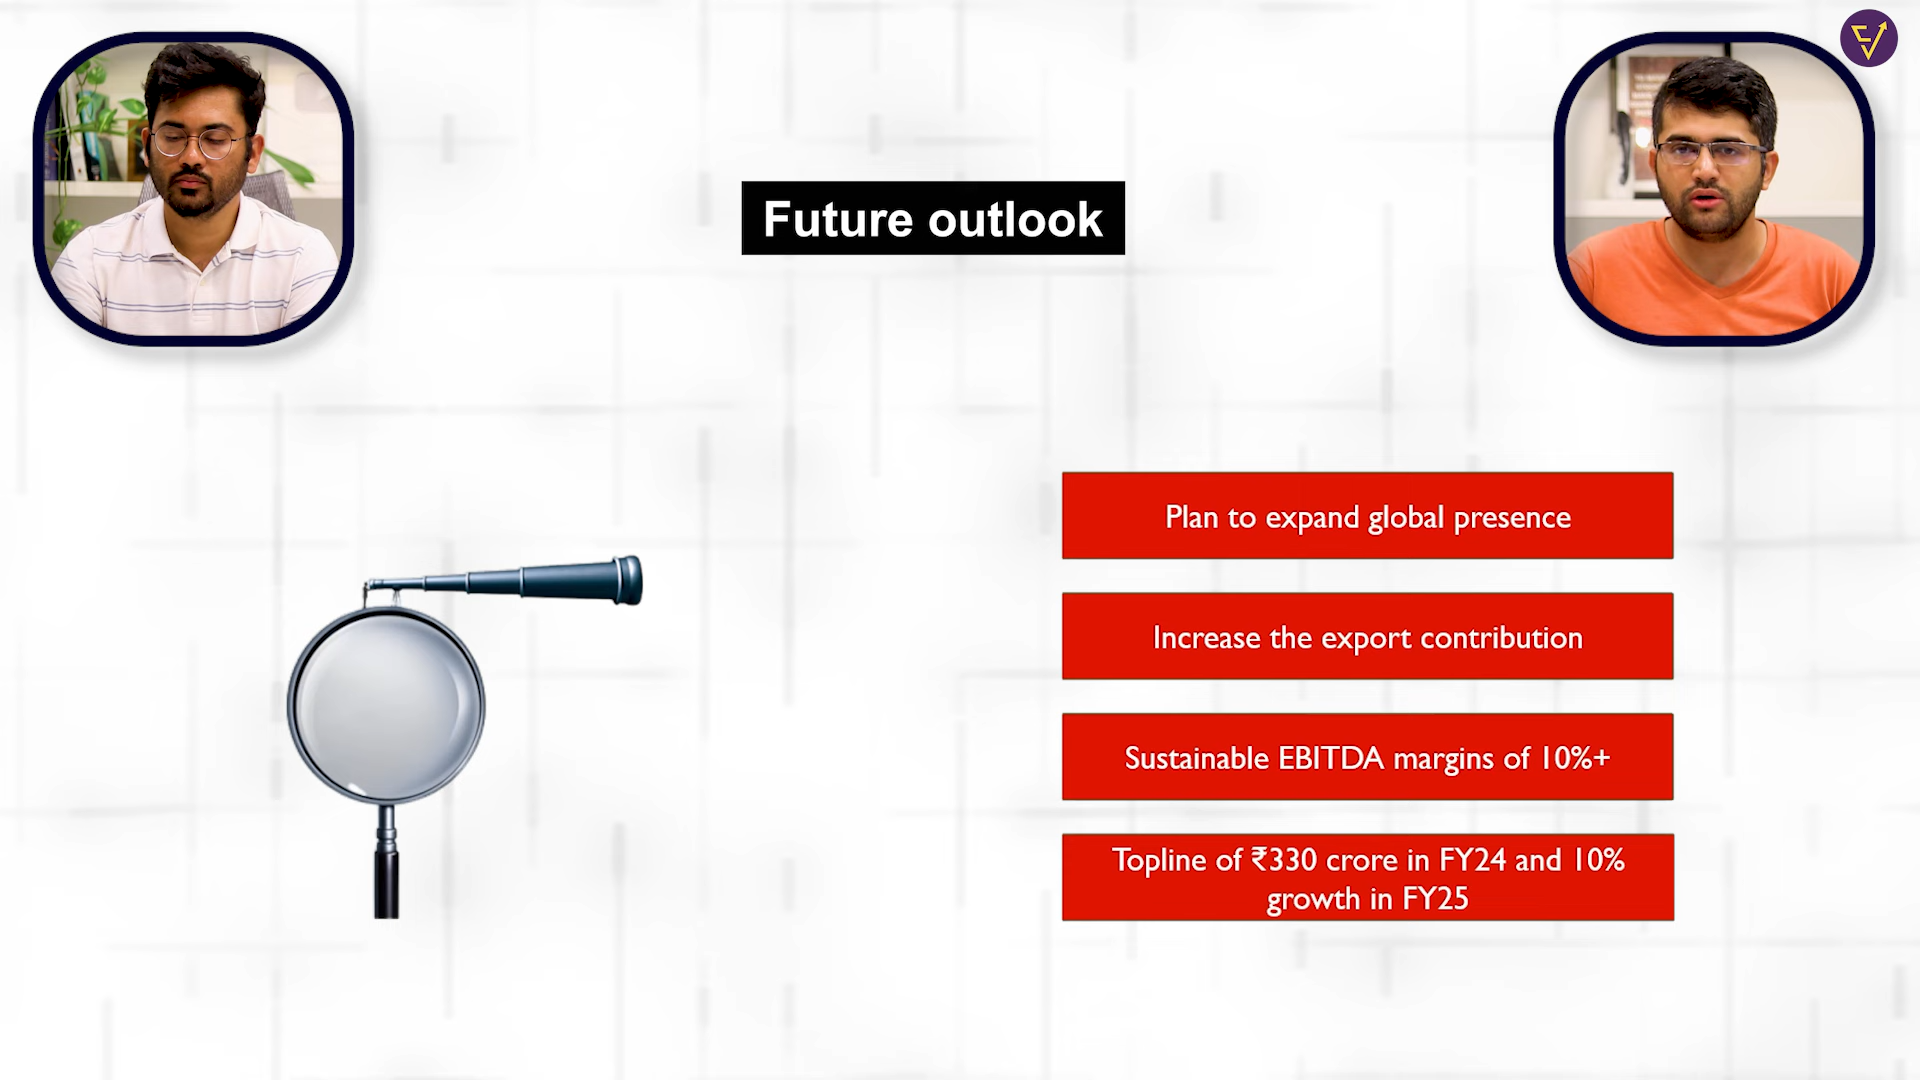 Future outlook
Plan to expand global presence
Increase the export contribution
Sustainable EBITDA margins of 10%+
Topline of ₹330 crore in FY24 and 10%
growth in FY25